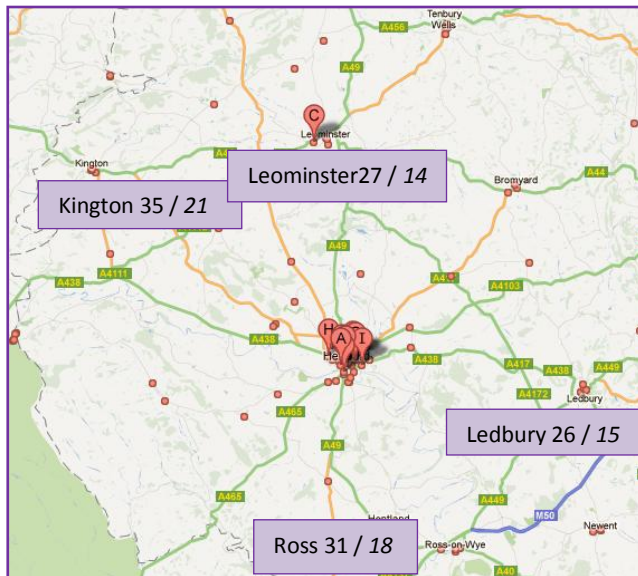 Tenbury
Wells
A456
A49
C
Leominster
Kington
A44
Leominster27 / 14
Bromyard
Kington 35 / 21
A49
A438
A4111
A4103
H
A
I
A438
A438
A417
A438
A449
A4172
Ledbury
A465
Ledbury 26 / 15
A49
A465
A449
M50
Newent
Ross 31 / 18
Ross-on-Wye
A40